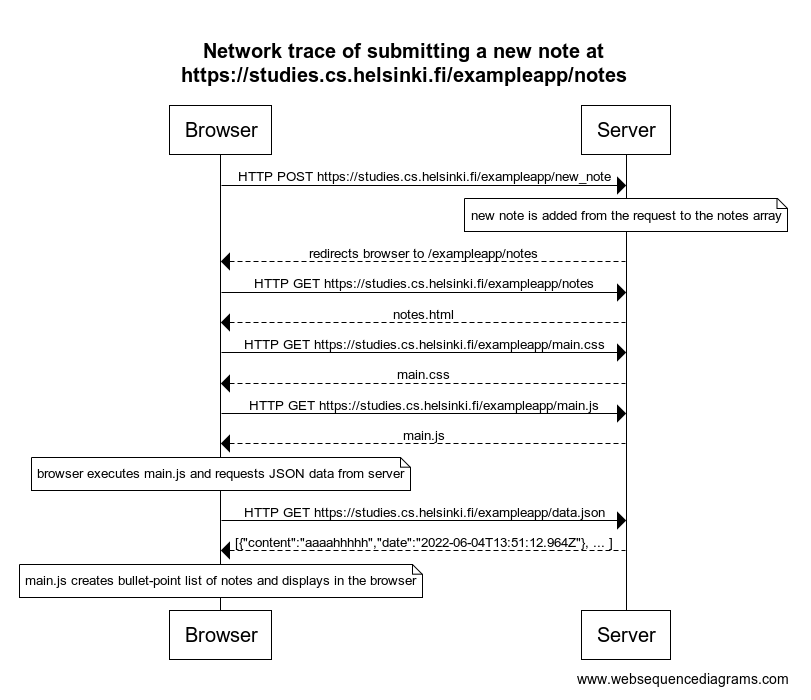 Network trace of submitting a new note at
https://studies.cs.helsinki.fi/exampleapp/notes
Browser
Server
HTTP POST https://studies.cs.helsinki.fi/exampleapp/new_note
new note is added from the request to the notes array
redirects browser to /exampleapp/notes
HTTP GET https://studies.cs.helsinki.fi/exampleapp/notes
notes.html
HTTP GET https://studies.cs.helsinki.fi/exampleapp/main.css
main.css
HTTP GET https://studies.cs.helsinki.fi/exampleapp/main.js
main.js
browser executes main.js and requests JSON data from server
HTTP GET https://studies.cs.helsinki.fi/exampleapp/data.json
[{"content":"aaaahhhhh","date":"2022-06-04T13:51:12.964Z"}, ... ]
main.js creates bullet-point list of notes and displays in the browser
Browser
Server
www.websequencediagrams.com